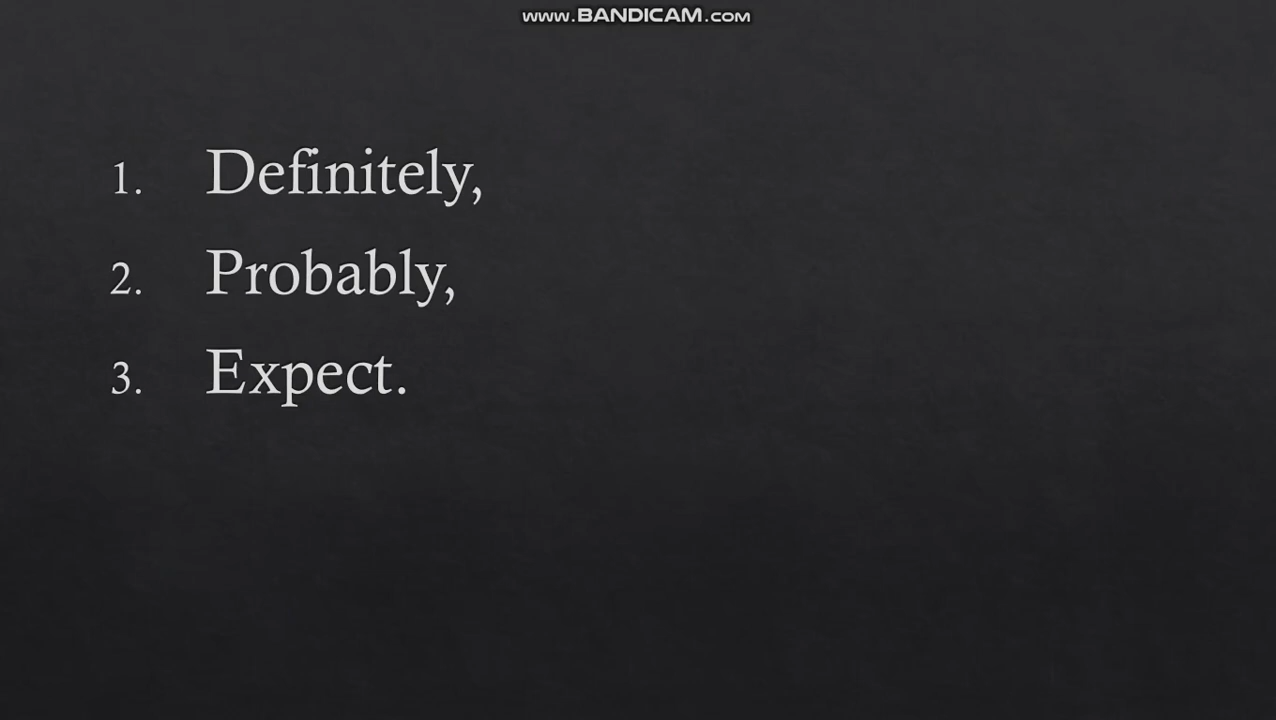 www.BANDICAM.com
1. Definitely,
2. Probably,
3. Expect.